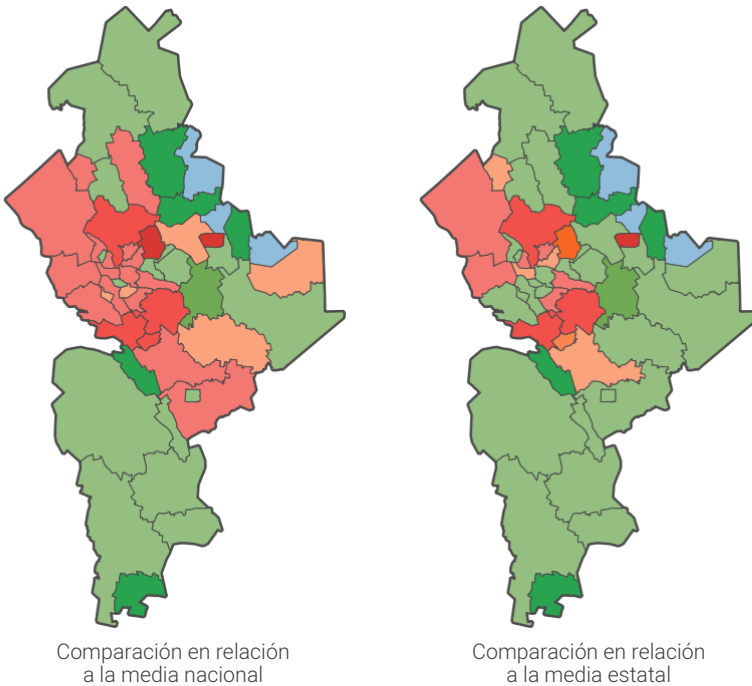 Comparación en relación
a la media nacional
Comparación en relación
a la media estatal